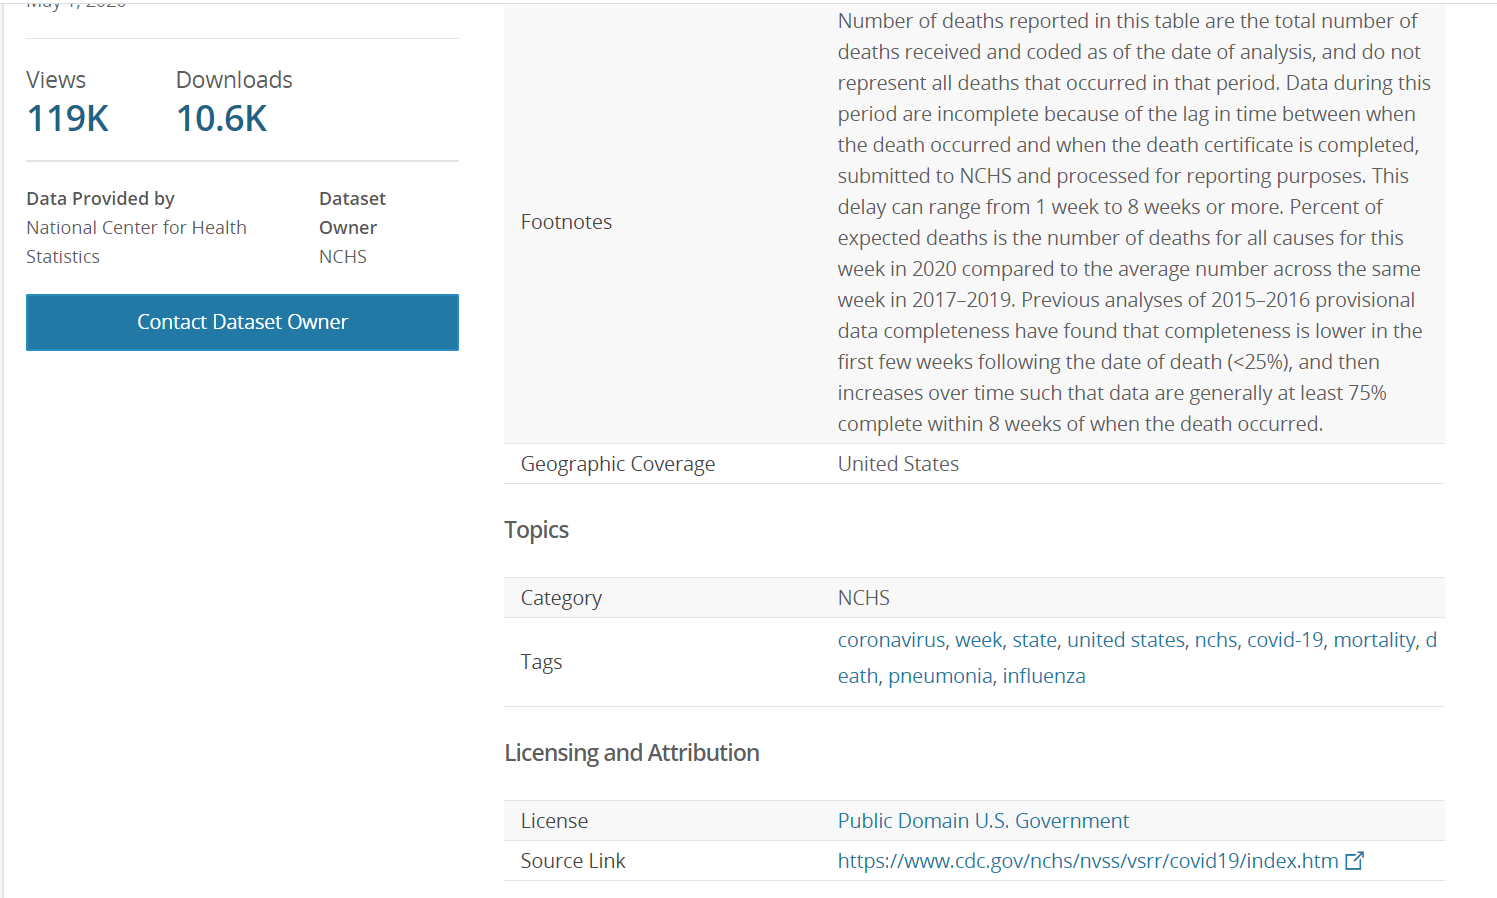 May 1, 2020
Views
Downloads
119K
10.6K
Data Provided by
National Center for Health
Statistics
Dataset
Owner
NCHS
Contact Dataset Owner
Footnotes
Number of deaths reported in this table are the total number of
deaths received and coded as of the date of analysis, and do not
represent all deaths that occurred in that period. Data during this
period are incomplete because of the lag in time between when
the death occurred and when the death certificate is completed,
submitted to NCHS and processed for reporting purposes. This
delay can range from 1 week to 8 weeks or more. Percent of
expected deaths is the number of deaths for all causes for this
week in 2020 compared to the average number across the same
week in 2017–2019. Previous analyses of 2015–2016 provisional
data completeness have found that completeness is lower in the
first few weeks following the date of death (<25%), and then
increases over time such that data are generally at least 75%
complete within 8 weeks of when the death occurred.
Geographic Coverage
United States
Topics
Category
NCHS
Tags
coronavirus, week, state, united states, nchs, covid-19, mortality, d
eath, pneumonia, influenza
Licensing and Attribution
License
Public Domain U.S. Government
Source Link
https://www.cdc.gov/nchs/nvss/vsrr/covid19/index.htm